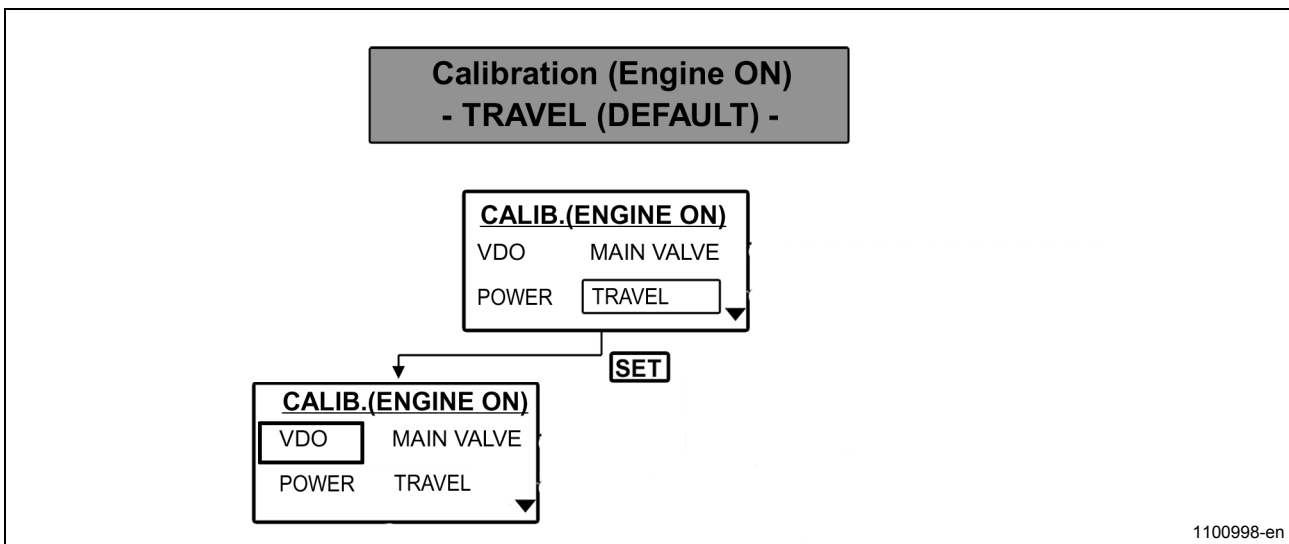 Calibration (Engine ON)
- TRAVEL (DEFAULT) -
CALIB.(ENGINE ON)
VDO MAIN VALVE
POWER TRAVEL
SET
CALIB.(ENGINE ON)
VDO MAIN VALVE
POWER TRAVEL
1100998-en